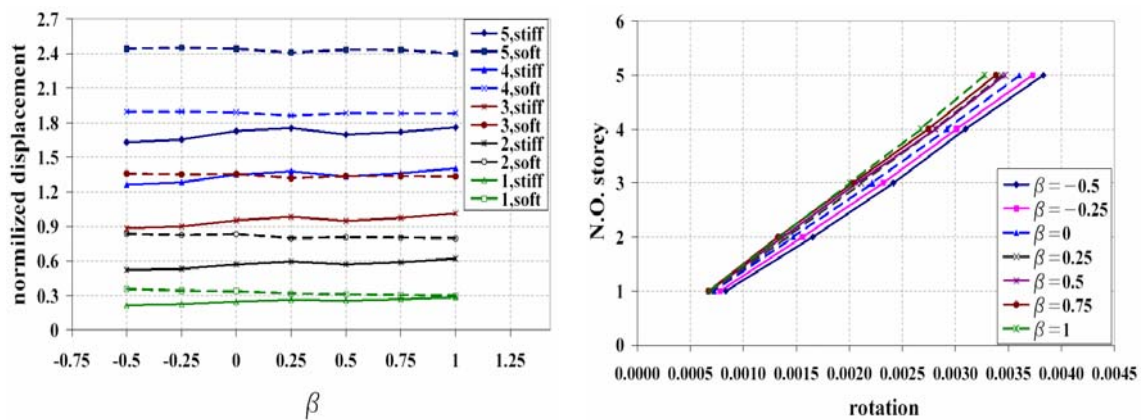 normilized displacement
2.7
2.4
2.1
1.8
1.5
1.2
0.9
0.6
0.3
0
-0.75 -0.5 -0.25 0 0.25 0.5 0.75 1 1.25
β
5,stiff
5,soft
4,stiff
4,soft
3,stiff
3,soft
2,stiff
2,soft
1,stiff
1,soft
N.O. storey
6
5
4
3
2
1
0
0.0000 0.0005 0.0010 0.0015 0.0020 0.0025 0.0030 0.0035 0.0040 0.0045
rotation
β=−0.5
β=−0.25
β=0
β=0.25
β=0.5
β=0.75
β=1